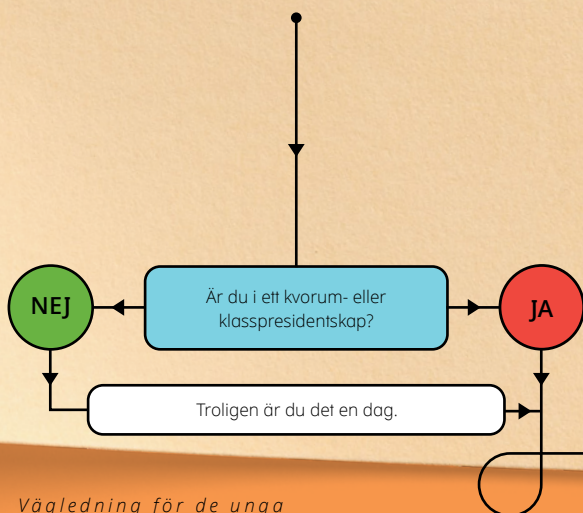 Är du i ett kvorum- eller
klasspresidentskap?
NEJ
JA
Troligen är du det en dag.
Vägledning för de unga